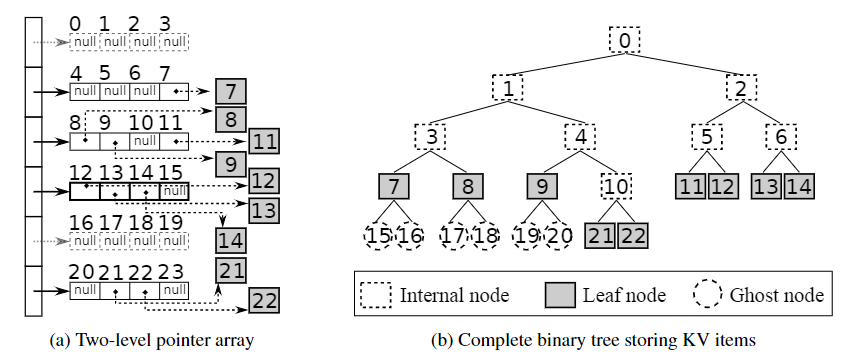 0 1 2 3
null null null null
4 5 6 7
null null null
7
8
8 9 10 11
null
11
9
12 13 14 15
null
12
13
16 17 18 19
null null null null
14
20 21 22 23
null null
21
22
(a) Two-level pointer array
0
1 2
3 4 5 6
7 8 9 10 11 12 13 14
15 16 17 18 19 20 21 22
Internal node Leaf node Ghost node
(b) Complete binary tree storing KV items